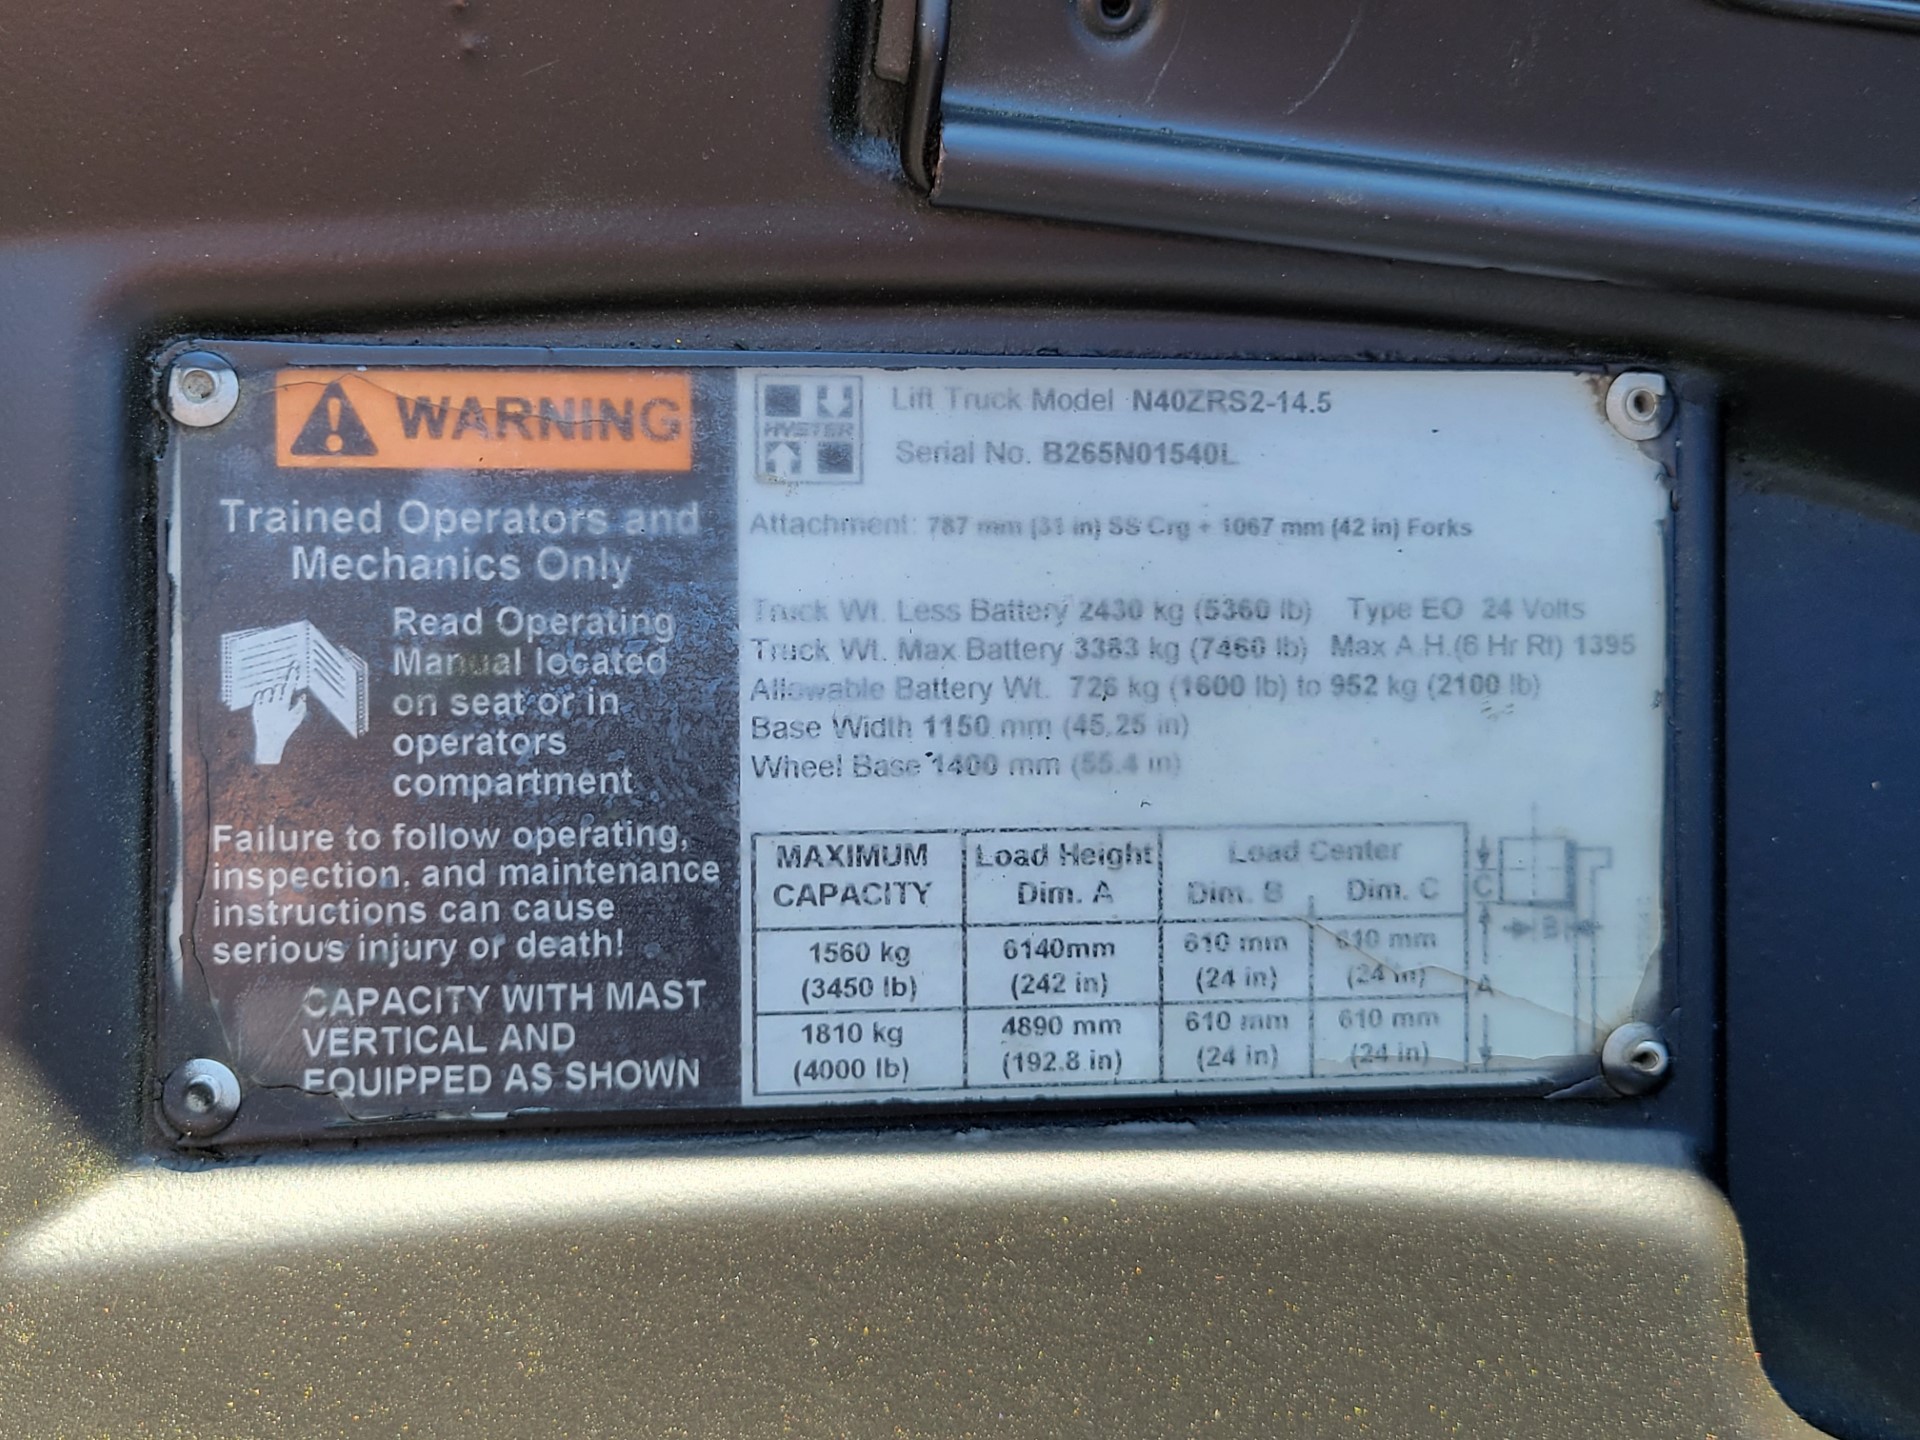 WARNING
Trained Operators and
Mechanics Only
Read Operating
Manual located
on seat or in
operators
compartment
Failure to follow operating,
inspection, and maintenance
instructions can cause
serious injury or death!
CAPACITY WITH MAST
VERTICAL AND
EQUIPPED AS SHOWN
HYSTER
Lift Truck Model N40ZRS2-14.5
Serial No. B265N01540L
Attachment: 787 mm (31 in) SS Crg + 1067 mm (42 in) Forks
Truck Wt. Less Battery 2430 kg (5360 lb) Type EO 24 Volts
Truck Wt. Max Battery 3383 kg (7460 lb) Max A.H.(6 Hr Rt) 1395
Allowable Battery Wt. 726 kg (1600 lb) to 952 kg (2100 lb)
Base Width 1150 mm (45.25 in)
Wheel Base 1400 mm (55.4 in)
MAXIMUM Load Height Load Center
CAPACITY Dim. A Dim. B Dim. C
1560 kg 6140mm 610 mm 610 mm
(3450 lb) (242 in) (24 in) (24 in)
1810 kg 4890 mm 610 mm 610 mm
(4000 lb) (192.8 in) (24 in) (24 in)
C
B
A